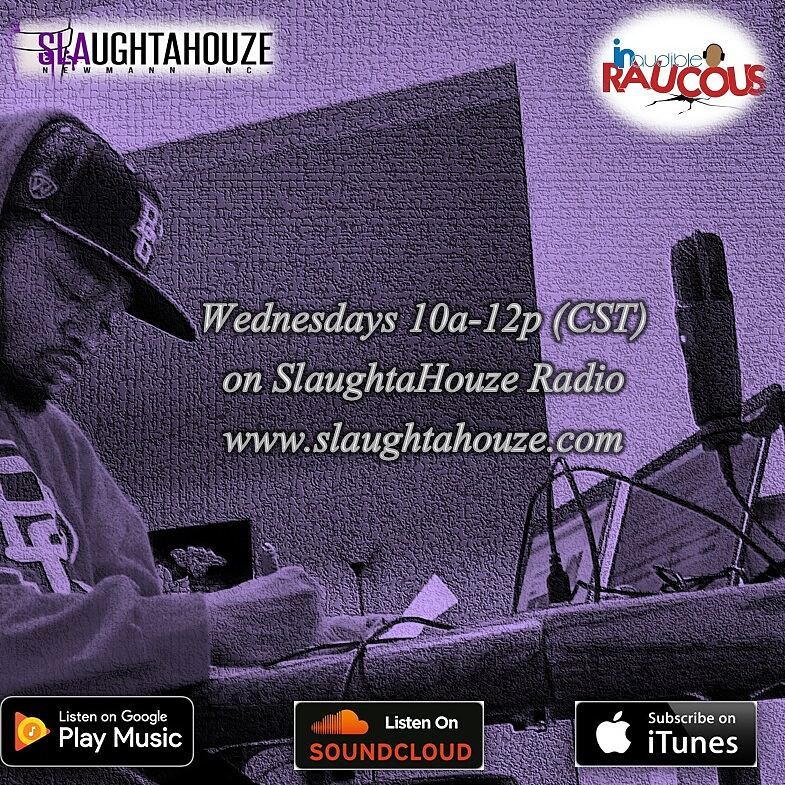 SLAUGHTAHOUZE
NEWMANN INC.
inaudible
RAUCOUS
Wednesdays 10a-12p (CST)
on SlaughtaHouze Radio
www.slaughtahouze.com
Listen on Google
Play Music
Listen On
SOUNDCLOUD
Subscribe on
iTunes